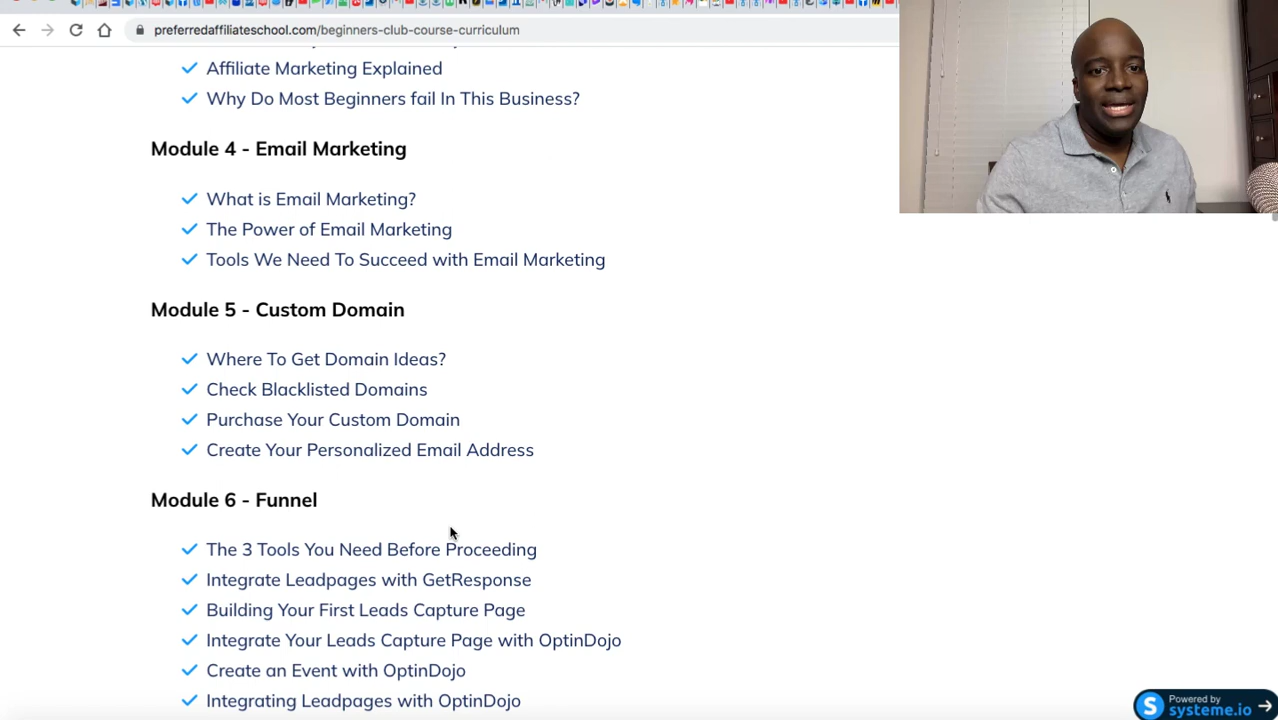 preferredaffiliateschool.com/beginners-club-course-curriculum
Affiliate Marketing Explained
Why Do Most Beginners fail In This Business?
Module 4 - Email Marketing
What is Email Marketing?
The Power of Email Marketing
Tools We Need To Succeed with Email Marketing
Module 5 - Custom Domain
Where To Get Domain Ideas?
Check Blacklisted Domains
Purchase Your Custom Domain
Create Your Personalized Email Address
Module 6 - Funnel
The 3 Tools You Need Before Proceeding
Integrate Leadpages with GetResponse
Building Your First Leads Capture Page
Integrate Your Leads Capture Page with OptinDojo
Create an Event with OptinDojo
Integrating Leadpages with OptinDojo
Powered by
systeme.io